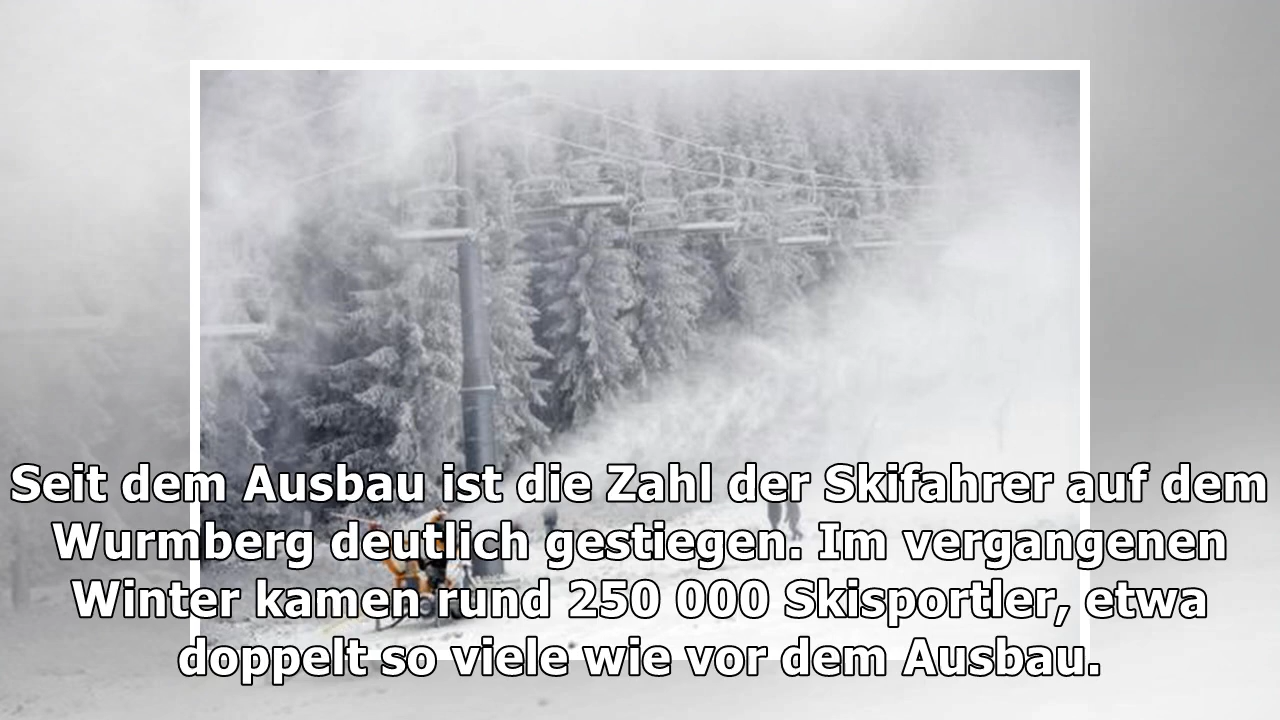 Seit dem Ausbau ist die Zahl der Skifahrer auf dem
Wurmberg deutlich gestiegen. Im vergangenen
Winter kamen rund 250 000 Skisportler, etwa
doppelt so viele wie vor dem Ausbau.